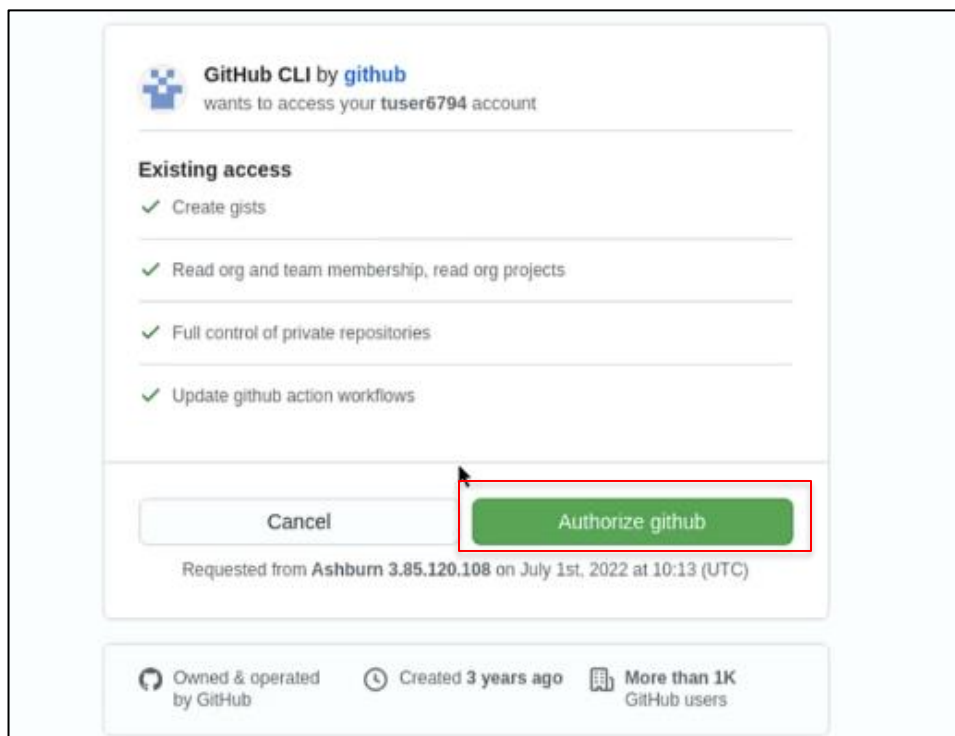 GitHub CLI by github
wants to access your tuser6794 account
Existing access
Create gists
Read org and team membership, read org projects
Full control of private repositories
Update github action workflows
Cancel
Authorize github
Requested from Ashburn 3.85.120.108 on July 1st, 2022 at 10:13 (UTC)
Owned & operated
by GitHub
Created 3 years ago
More than 1K
GitHub users